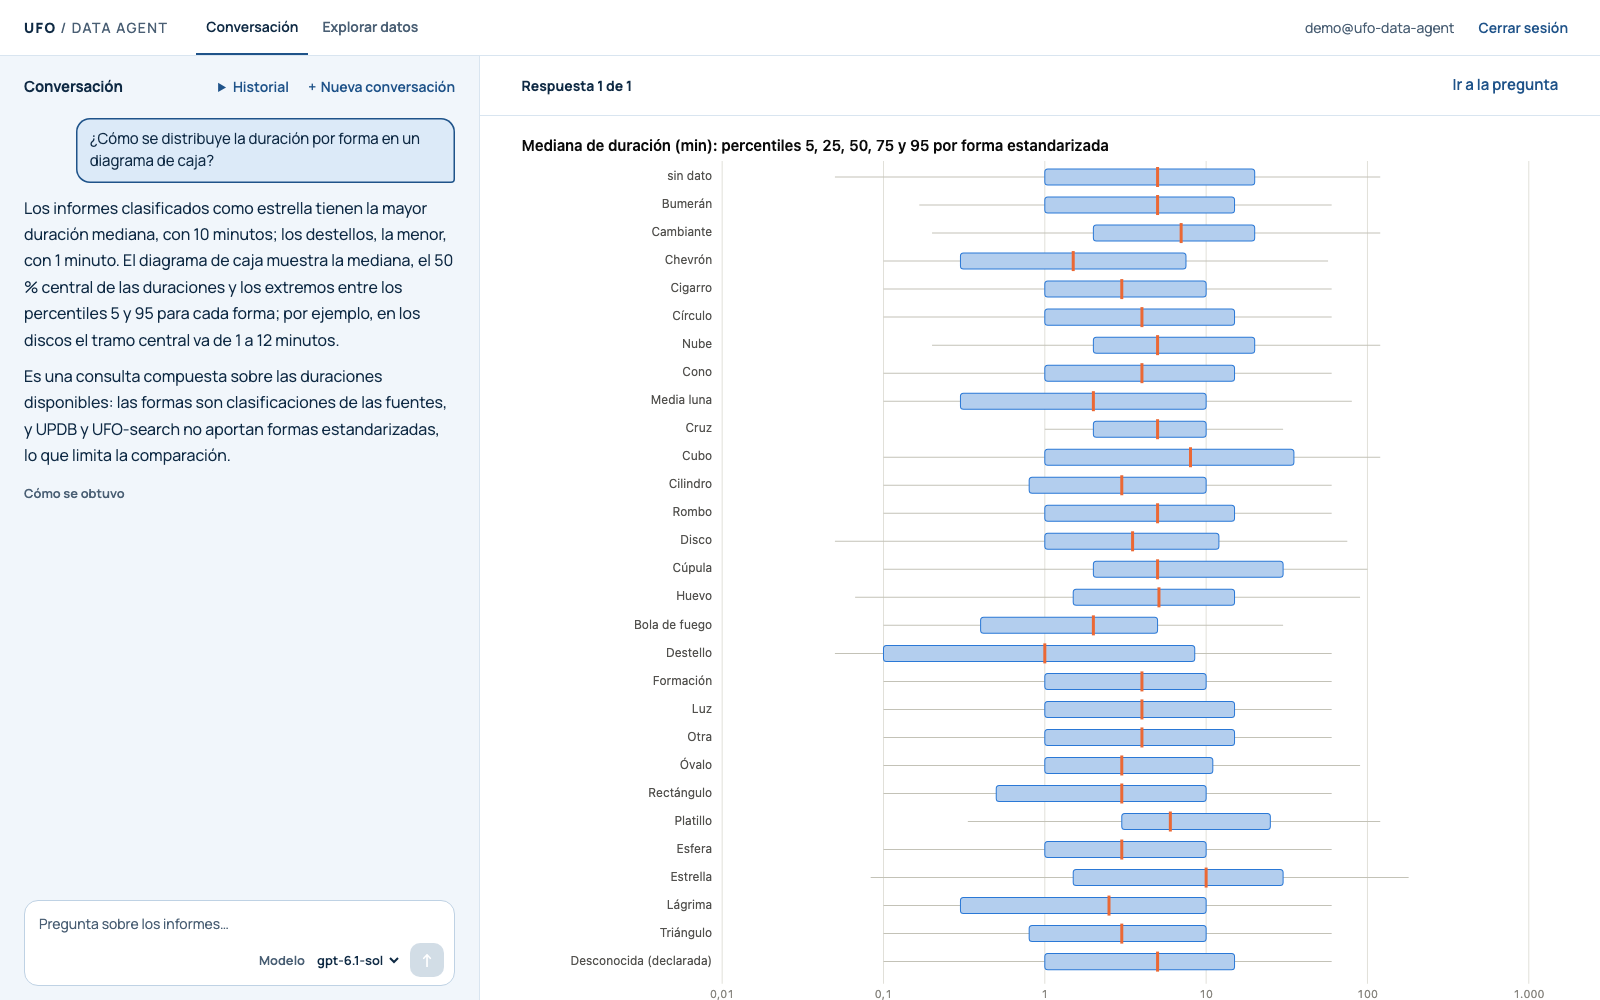 UFO / DATA AGENT
Conversación
Explorar datos
demo@ufo-data-agent
Cerrar sesión
Conversación
▶ Historial
+ Nueva conversación
¿Cómo se distribuye la duración por forma en un
diagrama de caja?
Los informes clasificados como estrella tienen la mayor
duración mediana, con 10 minutos; los destellos, la menor,
con 1 minuto. El diagrama de caja muestra la mediana, el 50
% central de las duraciones y los extremos entre los
percentiles 5 y 95 para cada forma; por ejemplo, en los
discos el tramo central va de 1 a 12 minutos.
Es una consulta compuesta sobre las duraciones
disponibles: las formas son clasificaciones de las fuentes,
y UPDB y UFO-search no aportan formas estandarizadas,
lo que limita la comparación.
Cómo se obtuvo
Pregunta sobre los informes...
Modelo
gpt-6.1-sol
Respuesta 1 de 1
Ir a la pregunta
Mediana de duración (min): percentiles 5, 25, 50, 75 y 95 por forma estandarizada
sin dato
Bumerán
Cambiante
Chevrón
Cigarro
Círculo
Nube
Cono
Media luna
Cruz
Cubo
Cilindro
Rombo
Disco
Cúpula
Huevo
Bola de fuego
Destello
Formación
Luz
Otra
Óvalo
Rectángulo
Platillo
Esfera
Estrella
Lágrima
Triángulo
Desconocida (declarada)
0,01
0,1
1
10
100
1.000